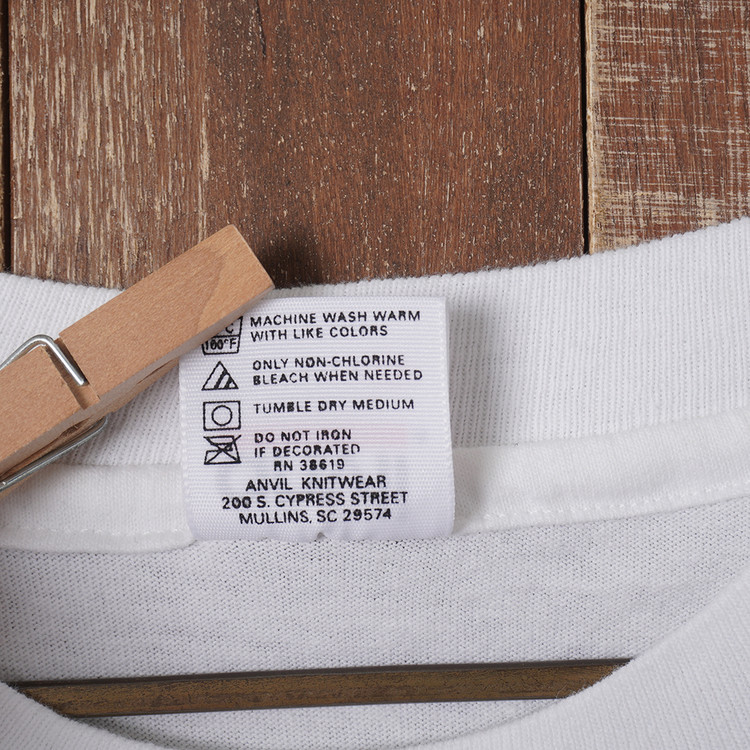 MACHINE WASH WARM
WITH LIKE COLORS
100°F
ONLY NON-CHLORINE
BLEACH WHEN NEEDED
TUMBLE DRY MEDIUM
DO NOT IRON
IF DECORATED
RN 38619
ANVIL KNITWEAR
200 S. CYPRESS STREET
MULLINS, SC 29574